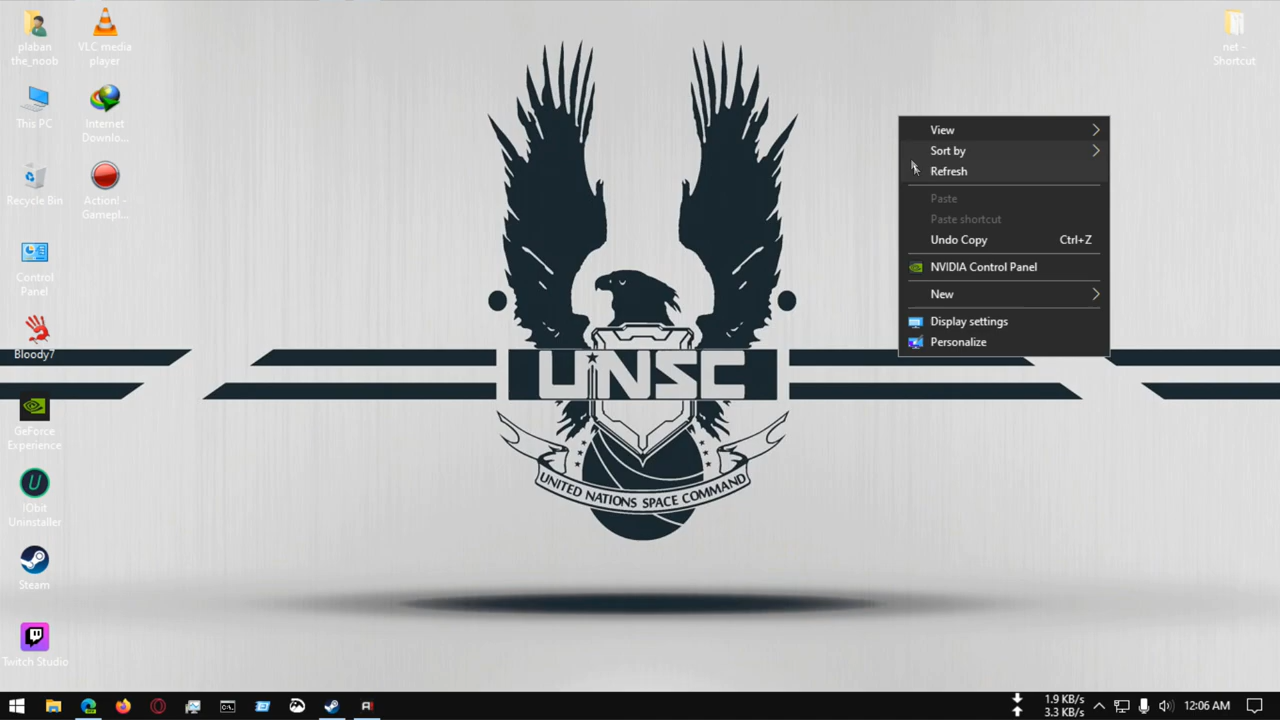 plaban
the_noob
VLC media
player
This PC
Internet
Downlo...
Recycle Bin
Action! -
Gamepl...
Control
Panel
Bloody7
GeForce
Experience
IObit
Uninstaller
Steam
Twitch Studio
net -
Shortcut
View
Sort by
Refresh
Paste
Paste shortcut
Undo Copy Ctrl+Z
NVIDIA Control Panel
New
Display settings
Personalize
UNSC
UNITED NATIONS SPACE COMMAND
1.9 KB/s
3.3 KB/s
12:06 AM